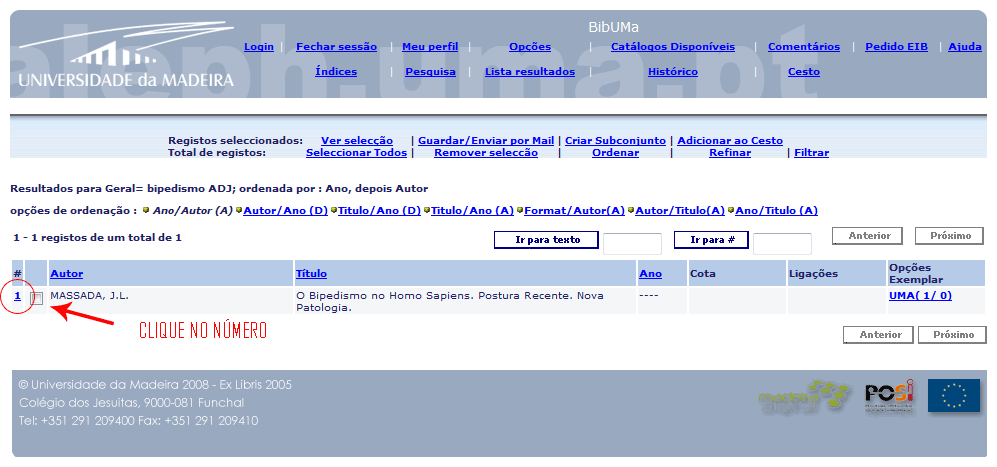 aleph.uma.pt
UNIVERSIDADE da MADEIRA
BibUMa
Login | Fechar sessão | Meu perfil | Opções | Catálogos Disponíveis | Comentários | Pedido EIB | Ajuda
Índices | Pesquisa | Lista resultados | Histórico | Cesto
Registos seleccionados: Ver selecção | Guardar/Enviar por Mail | Criar Subconjunto | Adicionar ao Cesto
Total de registos: Seleccionar Todos | Remover selecção | Ordenar | Refinar | Filtrar
Resultados para Geral= bipedismo ADJ; ordenada por : Ano, depois Autor
opções de ordenação : Ano/Autor (A) Autor/Ano (D) Titulo/Ano (D) Titulo/Ano (A) Format/Autor(A) Autor/Titulo(A) Ano/Titulo (A)
1 - 1 registos de um total de 1
Ir para texto Ir para # Anterior Próximo
# Autor Título Ano Cota Ligações Opções Exemplar
1 MASSADA, J.L. O Bipedismo no Homo Sapiens. Postura Recente. Nova Patologia. ---- UMA( 1/ 0)
CLIQUE NO NÚMERO
Anterior Próximo
© Universidade da Madeira 2008 - Ex Libris 2005
Colégio dos Jesuitas, 9000-081 Funchal
Tel: +351 291 209400 Fax: +351 291 209410
madeira digital
POSI